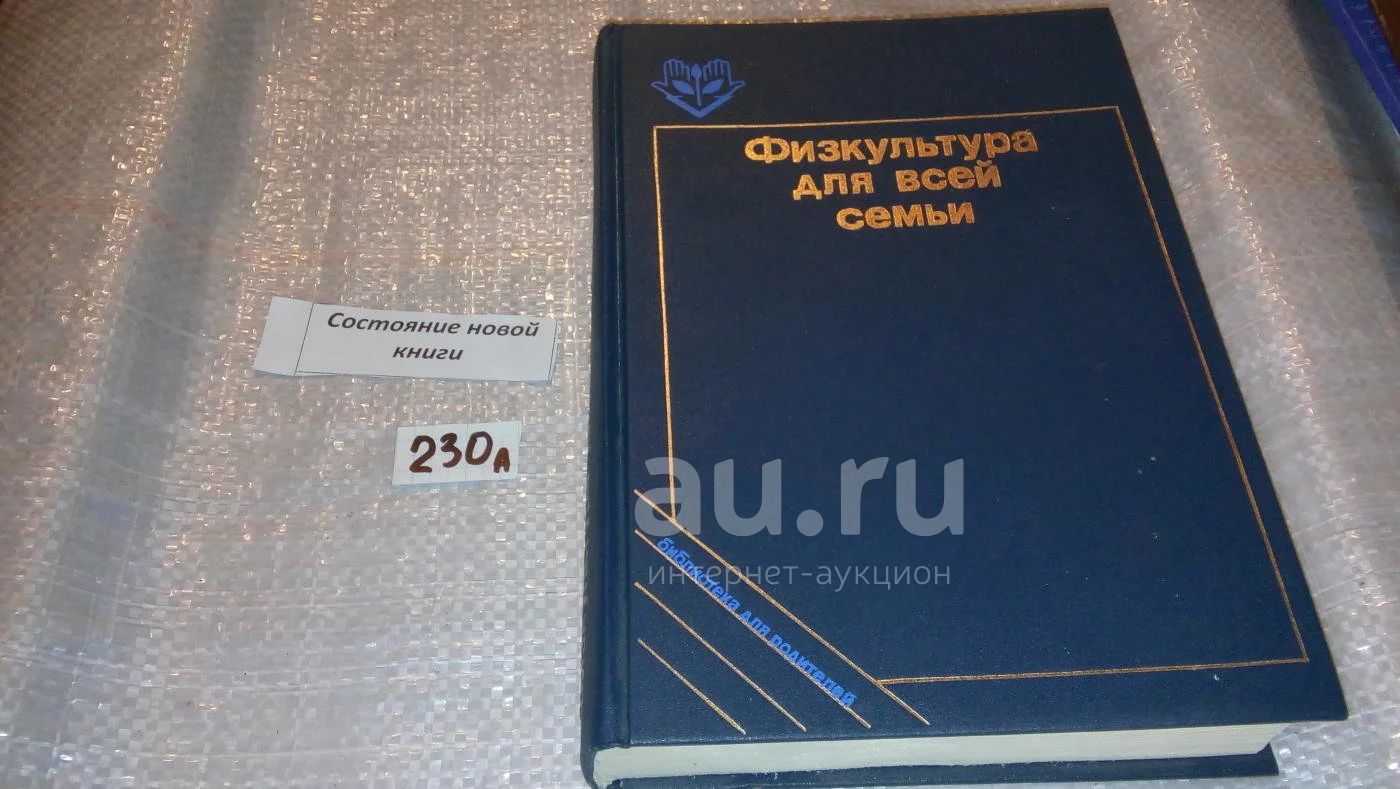 Физкультура
для всей
семьи
Состояние новой
книги
230А
au.ru
интернет-аукцион
библиотека для родителей